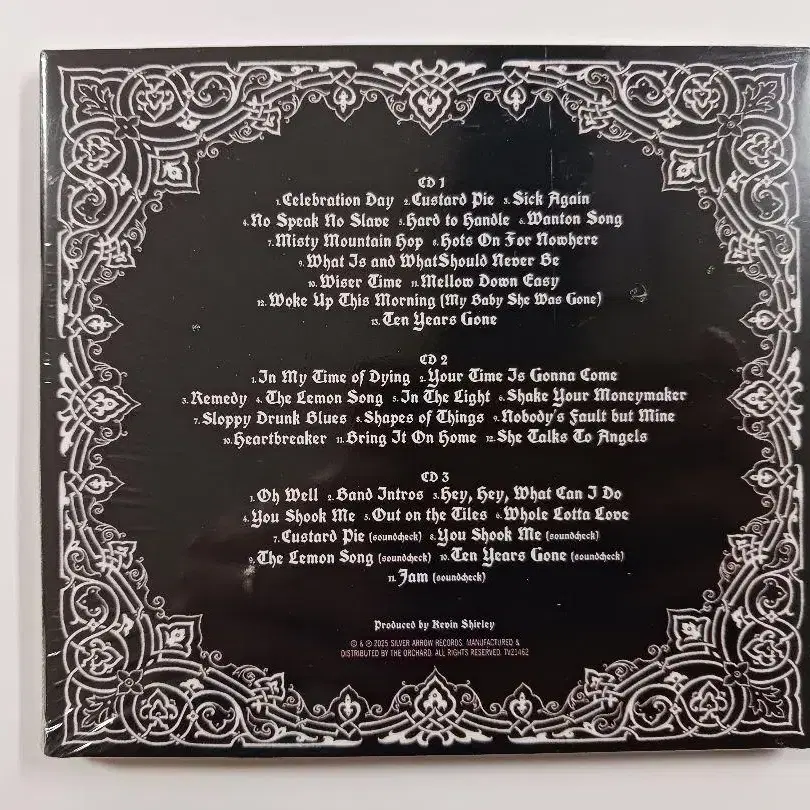 CD 1
1. Celebration Day 2. Custard Pie 3. Sick Again
4. No Speak No Slave 5. Hard to Handle 6. Wanton Song
7. Misty Mountain Hop 8. Hots On For Nowhere
9. What Is and WhatShould Never Be
10. Wiser Time 11. Mellow Down Easy
12. Woke Up This Morning (My Baby She Was Gone)
13. Ten Years Gone
CD 2
1. In My Time of Dying 2. Your Time Is Gonna Come
3. Remedy 4. The Lemon Song 5. In The Light 6. Shake Your Moneymaker
7. Sloppy Drunk Blues 8. Shapes of Things 9. Nobody's Fault but Mine
10. Heartbreaker 11. Bring It On Home 12. She Talks To Angels
CD 3
1. Oh Well 2. Band Intros 3. Hey, Hey, What Can I Do
4. You Shook Me 5. Out on the Tiles 6. Whole Lotta Love
7. Custard Pie (soundcheck) 8. You Shook Me (soundcheck)
9. The Lemon Song (soundcheck) 10. Ten Years Gone (soundcheck)
11. Jam (soundcheck)
Produced by Kevin Shirley
© & ℗ 2025 SILVER ARROW RECORDS. MANUFACTURED &
DISTRIBUTED BY THE ORCHARD. ALL RIGHTS RESERVED. TV21462